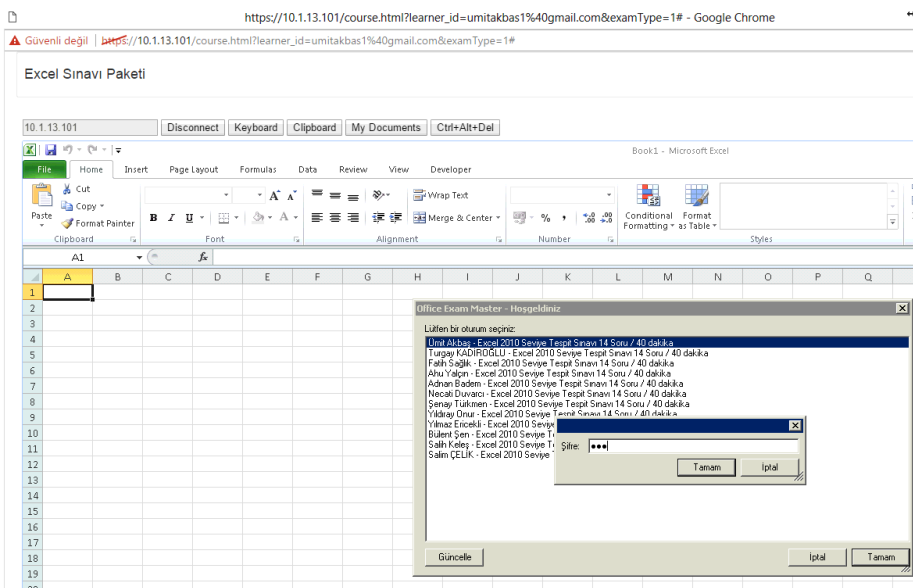 https://10.1.13.101/course.html?learner_id=umitakbas1%40gmail.com&examType=1# - Google Chrome
Güvenli değil | https://10.1.13.101/course.html?learner_id=umitakbas1%40gmail.com&examType=1#
Excel Sınavı Paketi
10.1.13.101 Disconnect Keyboard Clipboard My Documents Ctrl+Alt+Del
Book1 - Microsoft Excel
File Home Insert Page Layout Formulas Data Review View Developer
Cut
Copy
Format Painter
Paste
B I U A A A
Wrap Text
Merge & Center
% , .0 .00 .00 .0
Conditional Formatting
Format as Table
Clipboard Font Alignment Number Styles
A1 fx
A B C D E F G H I J K L M N O P Q
1
2
3
4
5
6
7
8
9
10
11
12
13
14
15
16
17
18
19
20
Office Exam Master - Hoşgeldiniz
Lütfen bir oturum seçiniz:
Ümit Akbaş - Excel 2010 Seviye Tespit Sınavı 14 Soru / 40 dakika
Turgay KADIROĞLU - Excel 2010 Seviye Tespit Sınavı 14 Soru / 40 dakika
Fatih Sağlık - Excel 2010 Seviye Tespit Sınavı 14 Soru / 40 dakika
Ahu Yalçın - Excel 2010 Seviye Tespit Sınavı 14 Soru / 40 dakika
Adnan Badem - Excel 2010 Seviye Tespit Sınavı 14 Soru / 40 dakika
Necati Duvarcı - Excel 2010 Seviye Tespit Sınavı 14 Soru / 40 dakika
Şenay Türkmen - Excel 2010 Seviye Tespit Sınavı 14 Soru / 40 dakika
Yıldıray Onur - Excel 2010 Seviye Tespit Sınavı 14 Soru / 40 dakika
Yılmaz Ericekli - Excel 2010 Seviye
Bülent Şen - Excel 2010 Seviye
Salih Keleş - Excel 2010 Seviye
Salim ÇELİK - Excel 2010 Seviye
Şifre: ●●●
Tamam İptal
Güncelle İptal Tamam